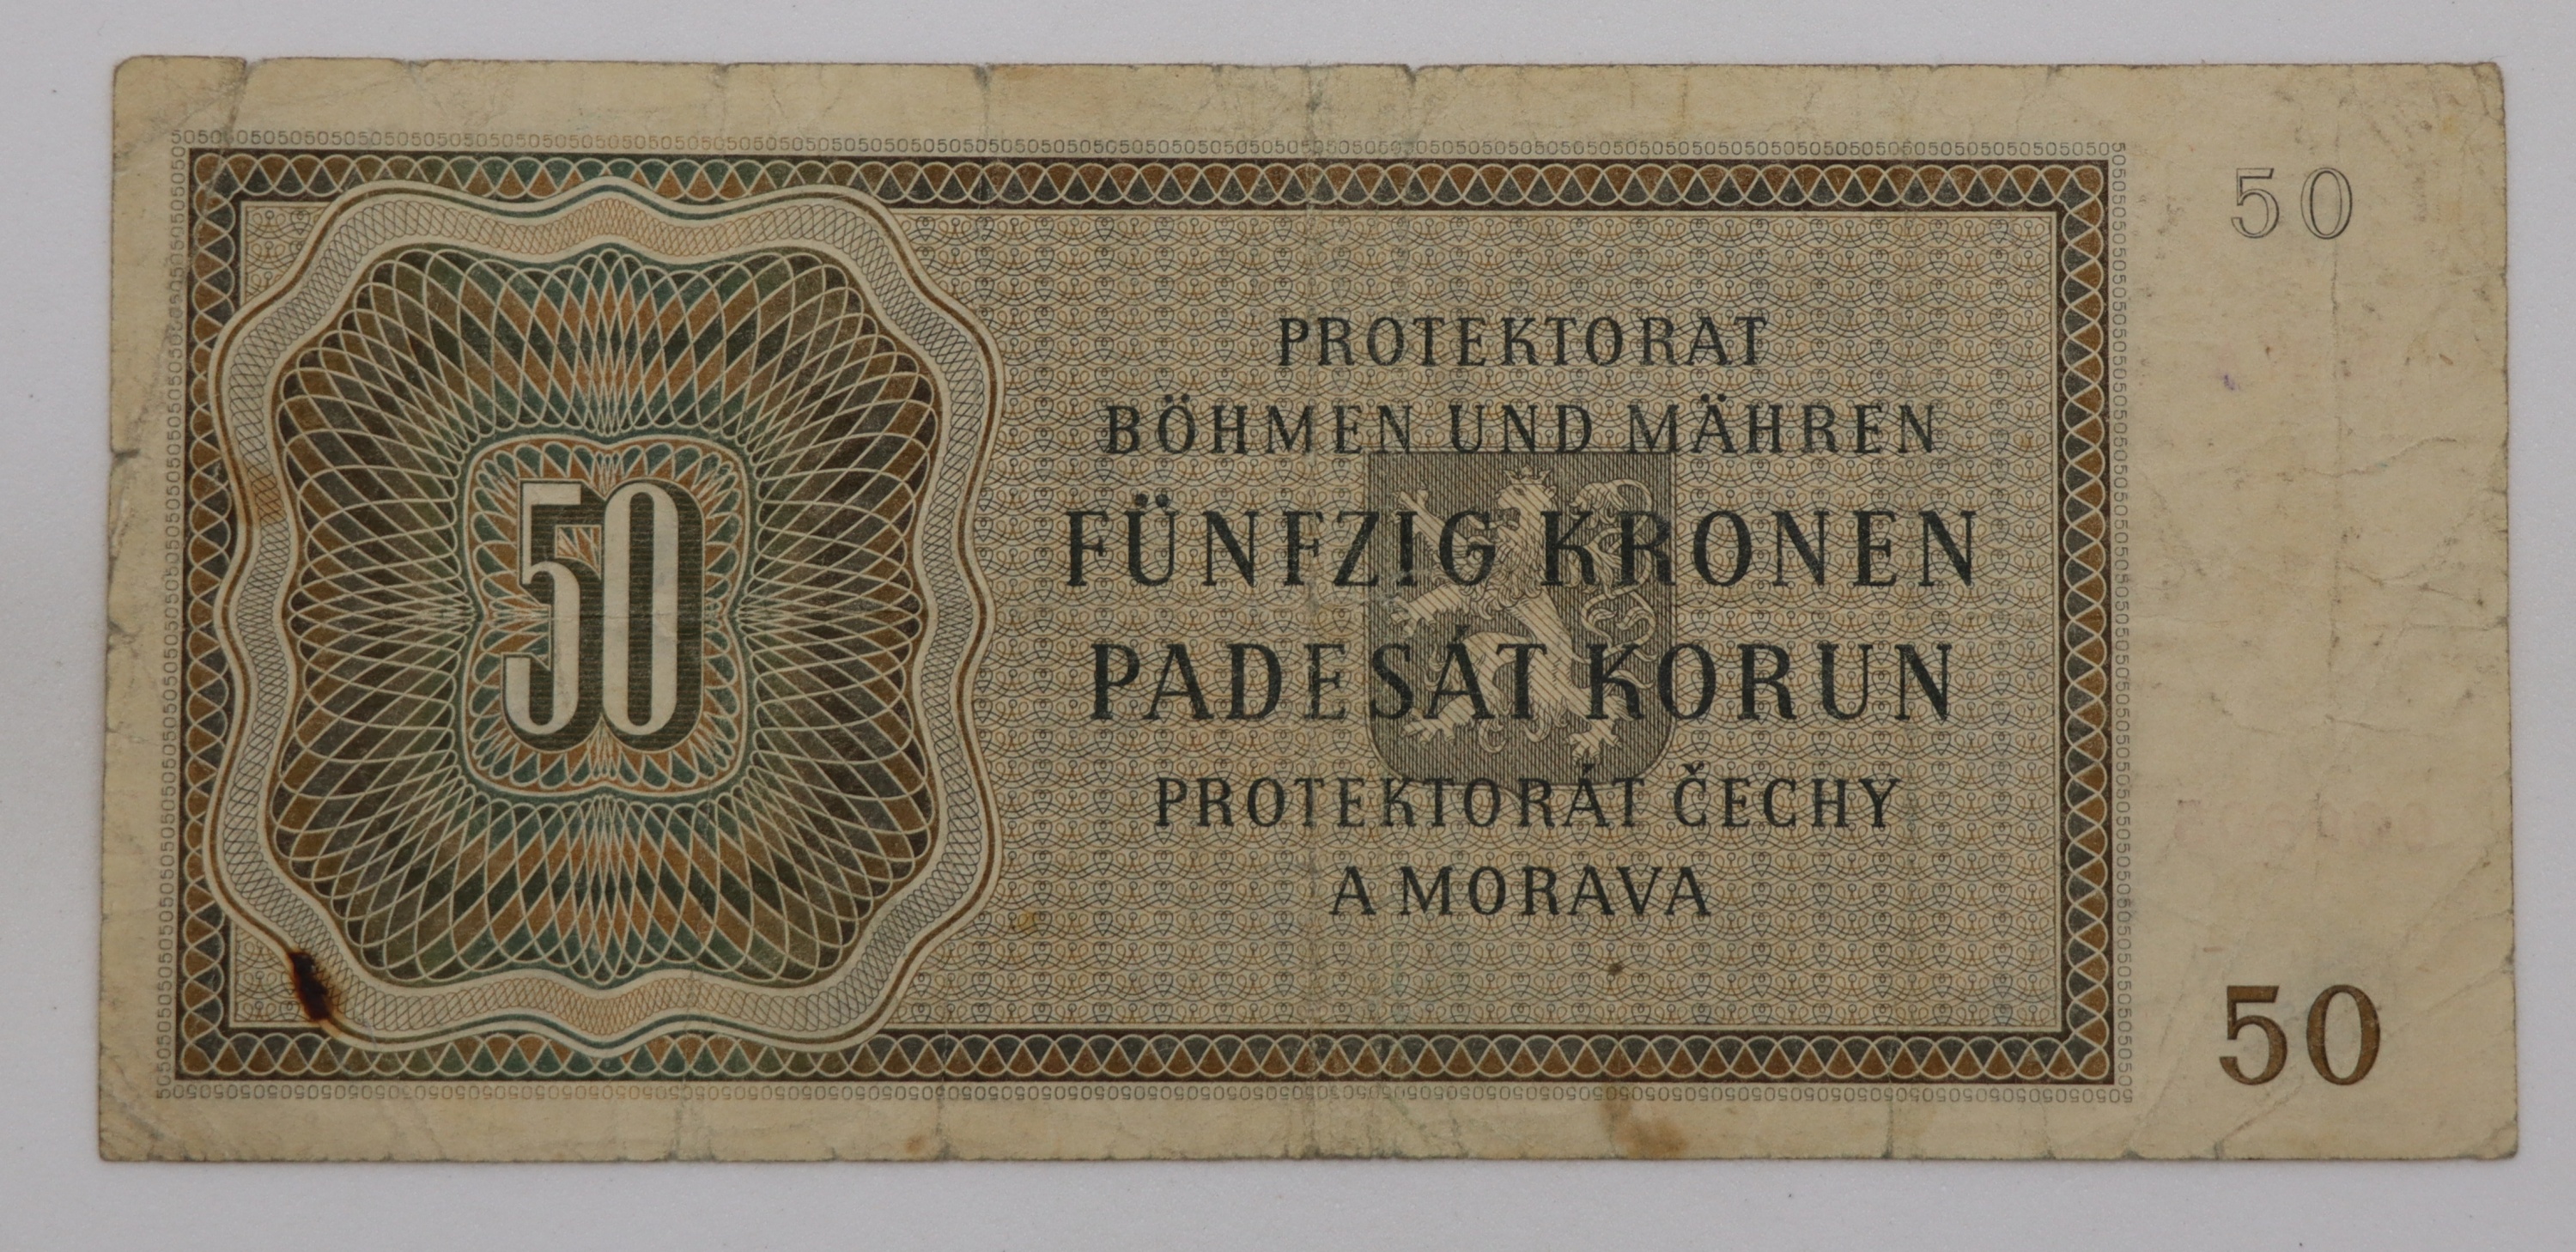 50
PROTEKTORAT
BÖHMEN UND MÄHREN
FÜNFZIG KRONEN
PADESÁT KORUN
PROTEKTORÁT ČECHY
A MORAVA
50
50